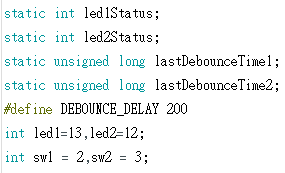 static int led1Status;
static int led2Status;
static unsigned long lastDebounceTime1;
static unsigned long lastDebounceTime2;
#define DEBOUNCE_DELAY 200
int led1=13,led2=12;
int sw1 = 2,sw2 = 3;